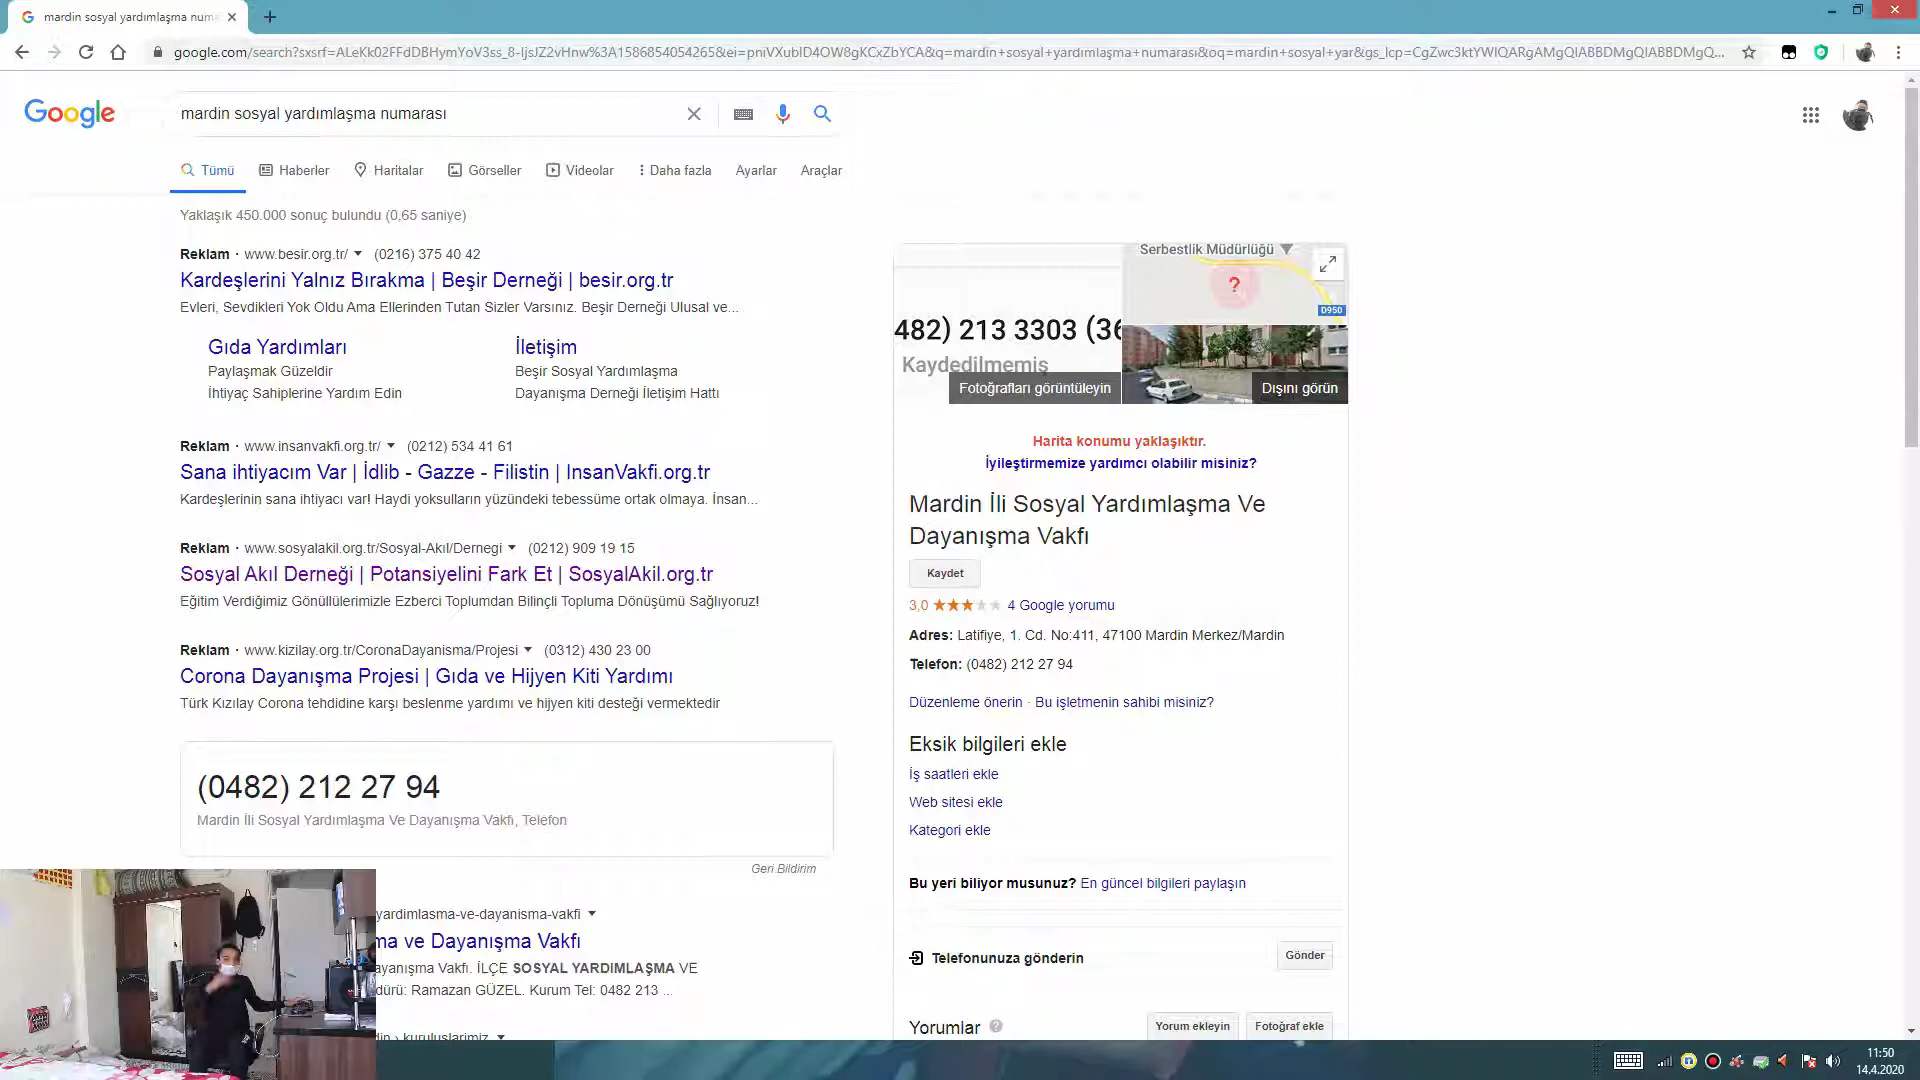 mardin sosyal yardımlaşma num
google.com/search?sxsrf=ALeKk02FFdDBHymYoV3ss_8-IjsJZ2vHnw%3A1586854054265&ei=pniVXublD4OW8gKCxZbYCA&q=mardin+sosyal+yardımlaşma+numarası&oq=mardin+sosyal+yar&gs_lcp=CgZwc3ktYWIQARgAMgQIABBDMgQIABBDMgQ...
Google
mardin sosyal yardımlaşma numarası
Tümü Haberler Haritalar Görseller Videolar Daha fazla Ayarlar Araçlar
Yaklaşık 450.000 sonuç bulundu (0,65 saniye)
Reklam · www.besir.org.tr/ (0216) 375 40 42
Kardeşlerini Yalnız Bırakma | Beşir Derneği | besir.org.tr
Evleri, Sevdikleri Yok Oldu Ama Ellerinden Tutan Sizler Varsınız. Beşir Derneği Ulusal ve...
Gıda Yardımları
Paylaşmak Güzeldir
İhtiyaç Sahiplerine Yardım Edin
İletişim
Beşir Sosyal Yardımlaşma
Dayanışma Derneği İletişim Hattı
Reklam · www.insanvakfi.org.tr/ (0212) 534 41 61
Sana ihtiyacım Var | İdlib - Gazze - Filistin | InsanVakfi.org.tr
Kardeşlerinin sana ihtiyacı var! Haydi yoksulların yüzündeki tebessüme ortak olmaya. İnsan...
Reklam · www.sosyalakil.org.tr/Sosyal-Akıl/Dernegi (0212) 909 19 15
Sosyal Akıl Derneği | Potansiyelini Fark Et | SosyalAkil.org.tr
Eğitim Verdiğimiz Gönüllülerimizle Ezberci Toplumdan Bilinçli Topluma Dönüşümü Sağlıyoruz!
Reklam · www.kizilay.org.tr/CoronaDayanisma/Projesi (0312) 430 23 00
Corona Dayanışma Projesi | Gıda ve Hijyen Kiti Yardımı
Türk Kızılay Corona tehdidine karşı beslenme yardımı ve hijyen kiti desteği vermektedir
(0482) 212 27 94
Mardin İli Sosyal Yardımlaşma Ve Dayanışma Vakfı, Telefon
Geri Bildirim
yardimlasma-ve-dayanisma-vakfi
ma ve Dayanışma Vakfı
ayanışma Vakfı. İLÇE SOSYAL YARDIMLAŞMA VE
dürü: Ramazan GÜZEL. Kurum Tel: 0482 213 ...
din › kuruluslarimiz
Serbestlik Müdürlüğü
?
D950
482) 213 3303 (36
Kaydedilmemiş
Fotoğrafları görüntüleyin
Dışını görün
Harita konumu yaklaşıktır.
İyileştirmemize yardımcı olabilir misiniz?
Mardin İli Sosyal Yardımlaşma Ve
Dayanışma Vakfı
Kaydet
3,0 4 Google yorumu
Adres: Latifiye, 1. Cd. No:411, 47100 Mardin Merkez/Mardin
Telefon: (0482) 212 27 94
Düzenleme önerin · Bu işletmenin sahibi misiniz?
Eksik bilgileri ekle
İş saatleri ekle
Web sitesi ekle
Kategori ekle
Bu yeri biliyor musunuz? En güncel bilgileri paylaşın
Telefonunuza gönderin Gönder
Yorumlar
Yorum ekleyin Fotoğraf ekle
11:50
14.4.2020